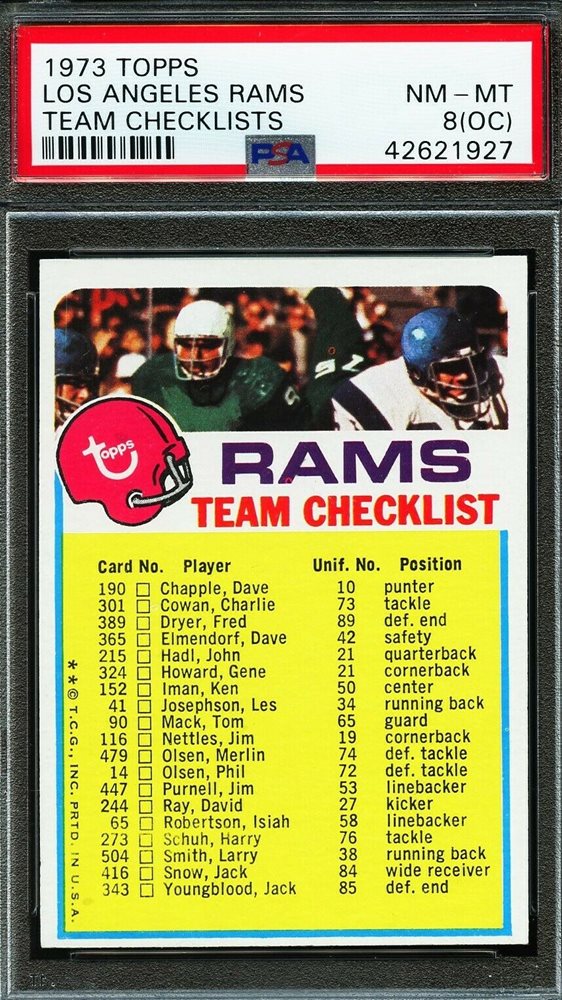 1973 TOPPS
LOS ANGELES RAMS NM – MT
TEAM CHECKLISTS 8(OC)
PSA 42621927
topps
RAMS
TEAM CHECKLIST
Card No. Player Unif. No. Position
190 Chapple, Dave 10 punter
301 Cowan, Charlie 73 tackle
389 Dryer, Fred 89 def. end
365 Elmendorf, Dave 42 safety
215 Hadl, John 21 quarterback
324 Howard, Gene 21 cornerback
152 Iman, Ken 50 center
41 Josephson, Les 34 running back
90 Mack, Tom 65 guard
116 Nettles, Jim 19 cornerback
479 Olsen, Merlin 74 def. tackle
14 Olsen, Phil 72 def. tackle
447 Purnell, Jim 53 linebacker
244 Ray, David 27 kicker
65 Robertson, Isiah 58 linebacker
273 Schuh, Harry 76 tackle
504 Smith, Larry 38 running back
416 Snow, Jack 84 wide receiver
343 Youngblood, Jack 85 def. end
* * © T.C.G., INC. PRTD. IN U.S.A.